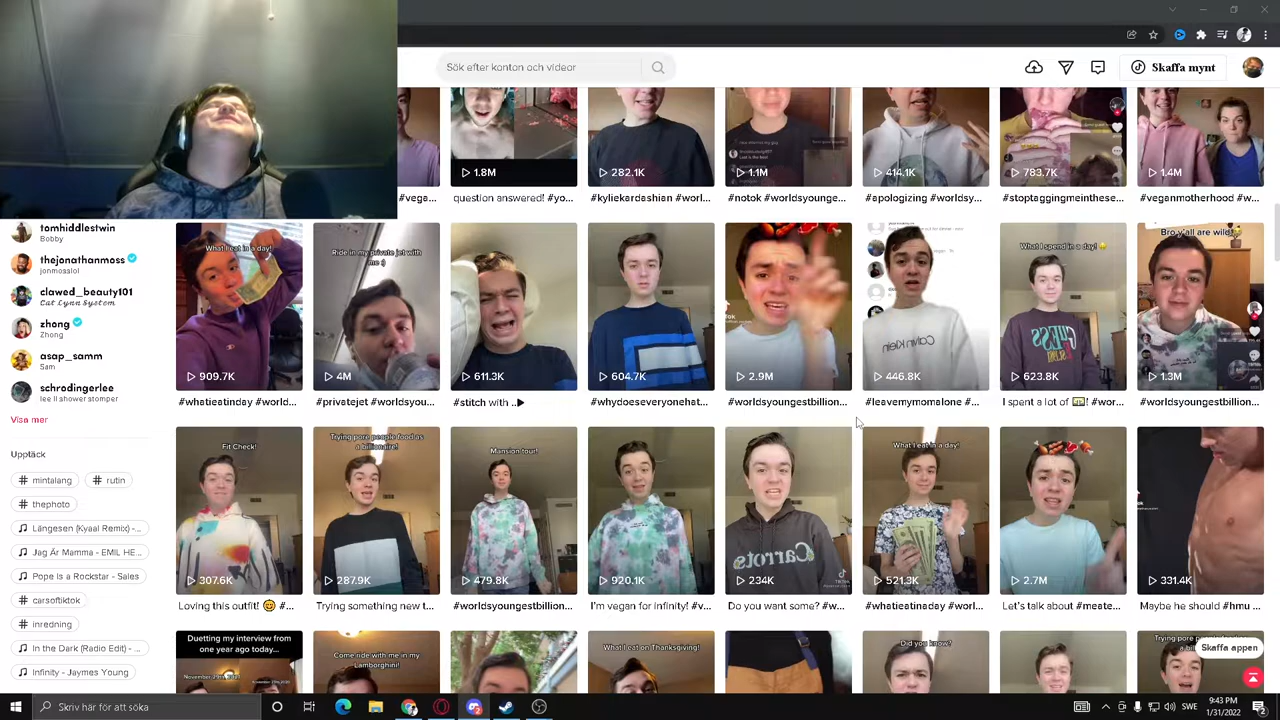 Sök efter konton och videor
Skaffa mynt
1.8M
282.1K
1.1M
414.1K
783.7K
1.4M
#vega...
question answered! #yo...
#kyliekardashian #worl...
#notok #worldsyounge...
#apologizing #worldsy...
#stoptaggingmeinthese...
#veganmotherhood #w...
tomhiddlestwin
Bobby
thejonathanmoss
jonmosslol
clawed_beauty101
Cat Lynn System
zhong
Zhong
asap_samm
Sam
schrodingerlee
lee ll shower stomper
Visa mer
What I eat in a day!
Ride in my private jet with
me :)
Calvin Klein
What I spend in a day!
GUESS
Bro y'all are wild!
909.7K
4M
611.3K
604.7K
2.9M
446.8K
623.8K
1.3M
#whatieatinday #world...
#privatejet #worldsyou...
#stitch with ..▶
#whydoeseveryonehat...
#worldsyoungestbillion...
#leavemymomalone #...
I spent a lot of 💵! #wor...
#worldsyoungestbillion...
Upptäck
# mintalang
# rutin
# thephoto
Långesen (Kyaal Remix) -...
Jag Är Mamma - EMIL HE...
Pope Is a Rockstar - Sales
# carsoftiktok
# inredning
In the Dark (Radio Edit) - ...
Infinity - Jaymes Young
Fit Check!
Trying pore people food as
a billionaire!
Mansion tour!
Carrots
What I eat in a day!
307.6K
287.9K
479.8K
920.1K
234K
521.3K
2.7M
331.4K
Loving this outfit! 😊 #...
Trying something new t...
#worldsyoungestbillion...
I'm vegan for infinity! #v...
Do you want some? #w...
#whatieatinaday #worl...
Let's talk about #meate...
Maybe he should #hmu ...
Duetting my interview from
one year ago today...
Come ride with me in my
Lamborghini!
What I eat on Thanksgiving!
Did you know?
Skaffa appen
Skriv här för att söka
SWE
9:43 PM
1/31/2022